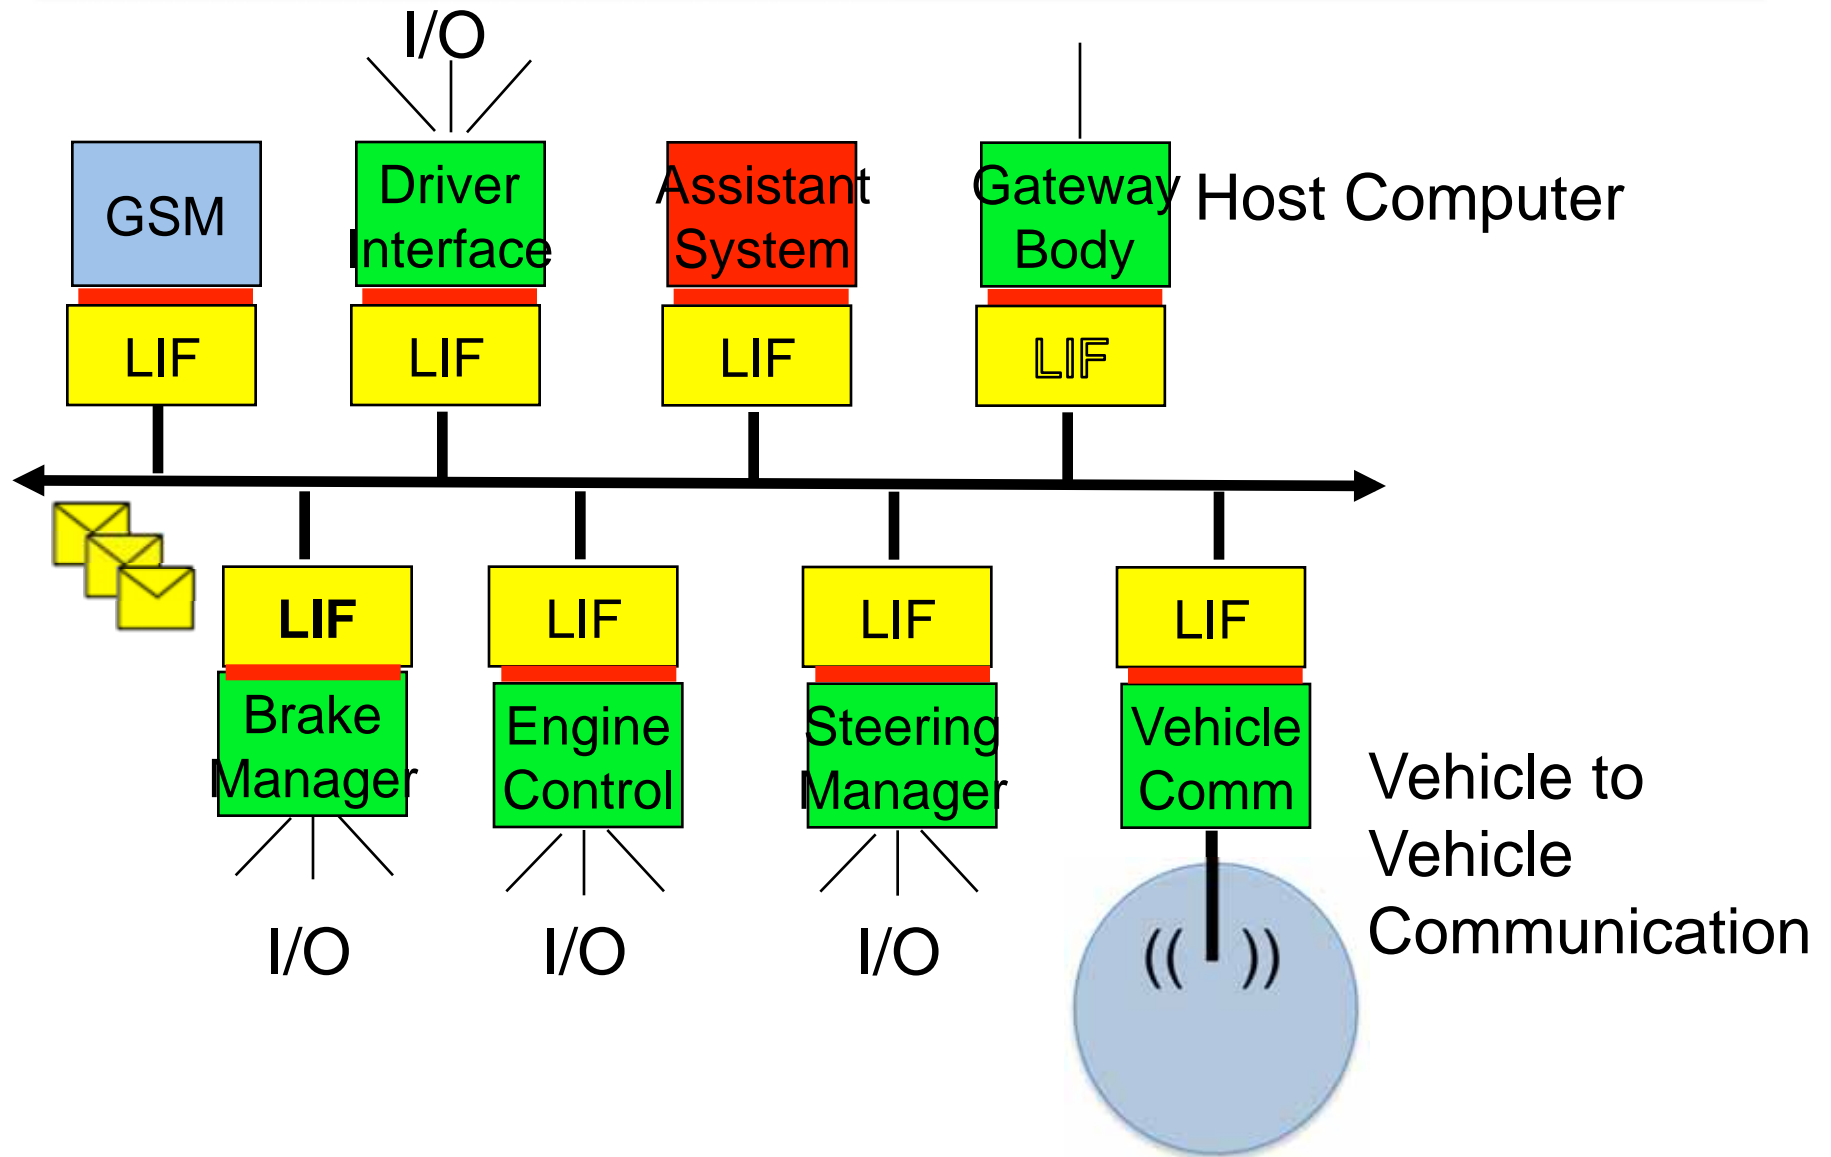 I/O
GSM
Driver
Interface
Assistant
System
Gateway
Body
Host Computer
LIF
LIF
LIF
LIF
LIF
LIF
LIF
LIF
Brake
Manager
Engine
Control
Steering
Manager
Vehicle
Comm
Vehicle to
Vehicle
Communication
I/O
I/O
I/O
(( ))